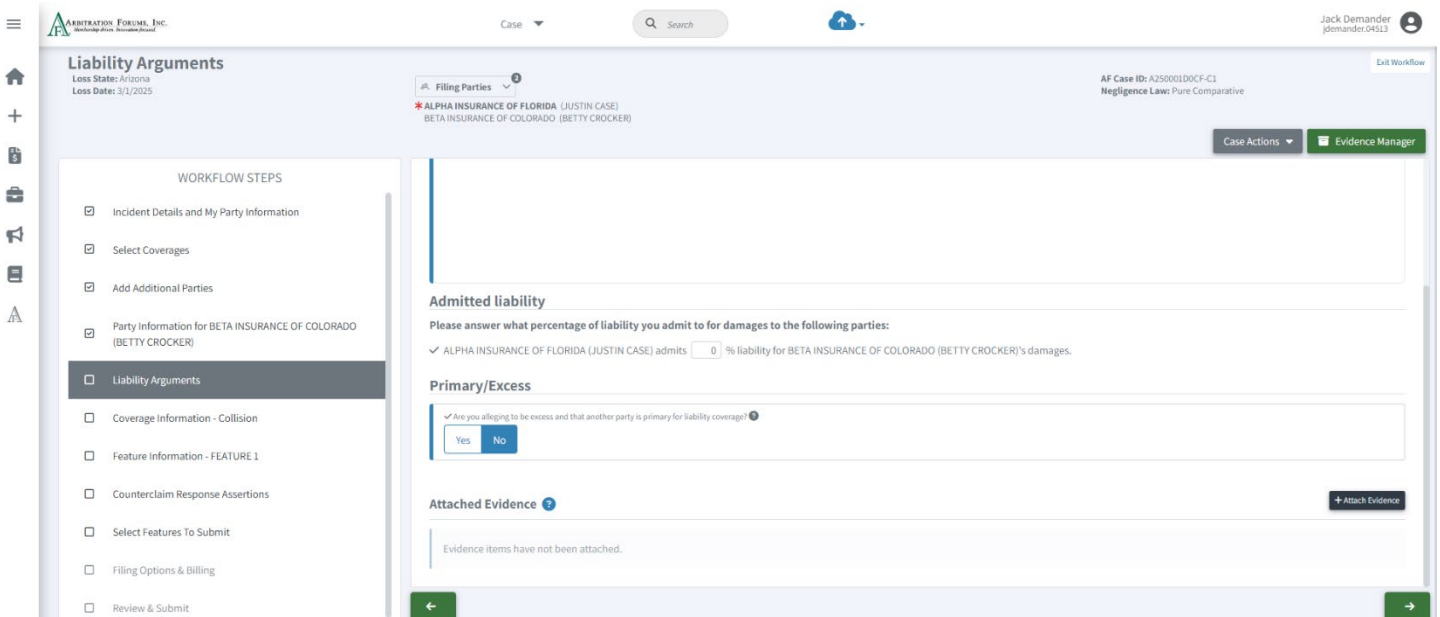 ARBITRATION FORUMS, INC.
Membership driven. Innovation focused.
Case
Search
Jack Demander
jdemander.04513
Liability Arguments
Loss State: Arizona
Loss Date: 3/1/2025
Filing Parties
2
* ALPHA INSURANCE OF FLORIDA (JUSTIN CASE)
BETA INSURANCE OF COLORADO (BETTY CROCKER)
AF Case ID: A250001D0CF-C1
Negligence Law: Pure Comparative
Exit Workflow
Case Actions
Evidence Manager
WORKFLOW STEPS
Incident Details and My Party Information
Select Coverages
Add Additional Parties
Party Information for BETA INSURANCE OF COLORADO
(BETTY CROCKER)
Liability Arguments
Coverage Information - Collision
Feature Information - FEATURE 1
Counterclaim Response Assertions
Select Features To Submit
Filing Options & Billing
Review & Submit
Admitted liability
Please answer what percentage of liability you admit to for damages to the following parties:
ALPHA INSURANCE OF FLORIDA (JUSTIN CASE) admits 0 % liability for BETA INSURANCE OF COLORADO (BETTY CROCKER)'s damages.
Primary/Excess
Are you alleging to be excess and that another party is primary for liability coverage? ?
Yes No
Attached Evidence ?
+ Attach Evidence
Evidence items have not been attached.